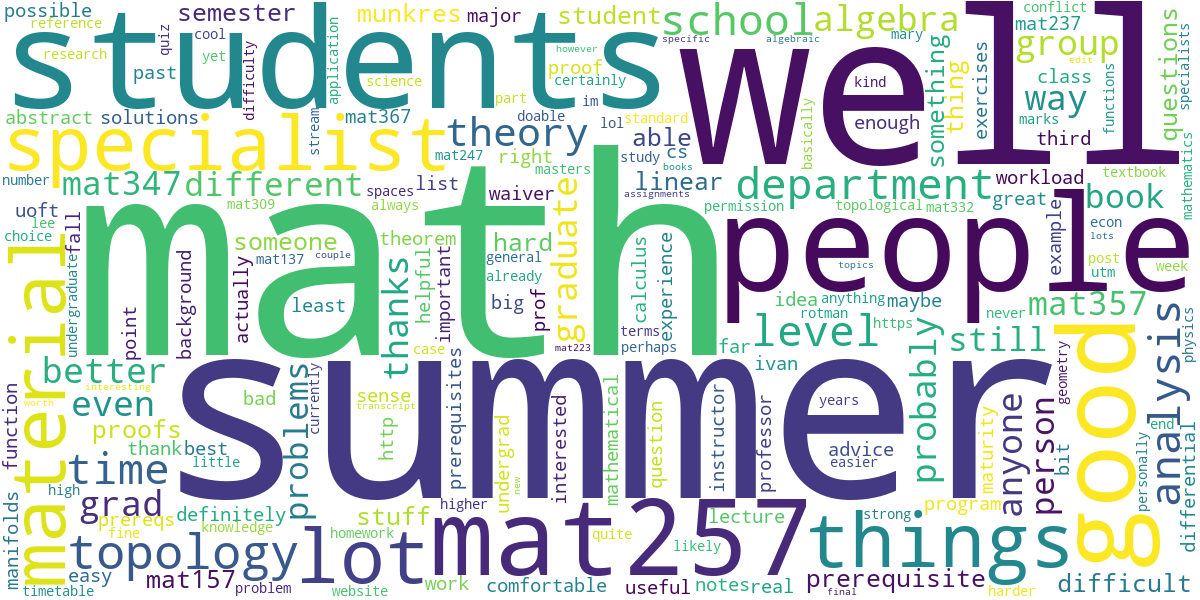 possible
reference
research
cool
yet
quiz
semester
past
difficulty
application
munkres
major
student
however
proof
certainly
science
part
im
students
school
specific
algebraic
algebra
mary
conflict
mat237
edit
group
class
marks
functions
questions
specialists
well
kind
enough
basically
something
thing
exercises
way
third
abstract
solutions
stream
mat367
doable
lol
standard
specialist
theory
able
cs
study
books
mat247
right
masters
linear
assignments
department
workload
textbook
mathematics
great
book
number
mat347
different
mat309
spaces
list
always
waiver
permission
topological
mat332
econ
lots
uoft
lee
choice
fall
undergraduate
background
someone
mat137
couple
theorem
hard
general
already
graduate
calculus
experience
math
people
example
post
utm
week
topics
material
point
actually
least
thanks
helpful
important
big
prof
terms
perhaps
case
mat223
far
idea
anything
rotman
https
maybe
never
mat357
physics
level
ivan
probably
still
geometry
better
interesting
worth
even
bad
problems
currently
sense
transcript
http
prerequisites
undergrad
new
interested
mathematical
question
instructor
professor
years
advice
easier
summer
good
analysis
function
proofs
thank
best
little
time
high
maturity
anyone
person
bit
personally
end
differential
manifolds
grad
prereqs
fine
definitely
knowledge
stuff
homework
higher
mat257
quite
lecture
likely
things
strong
program
topology
easy
timetable
mat157
problem
lot
website
work
comfortable
useful
notes
real
prerequisite
final
harder
difficult